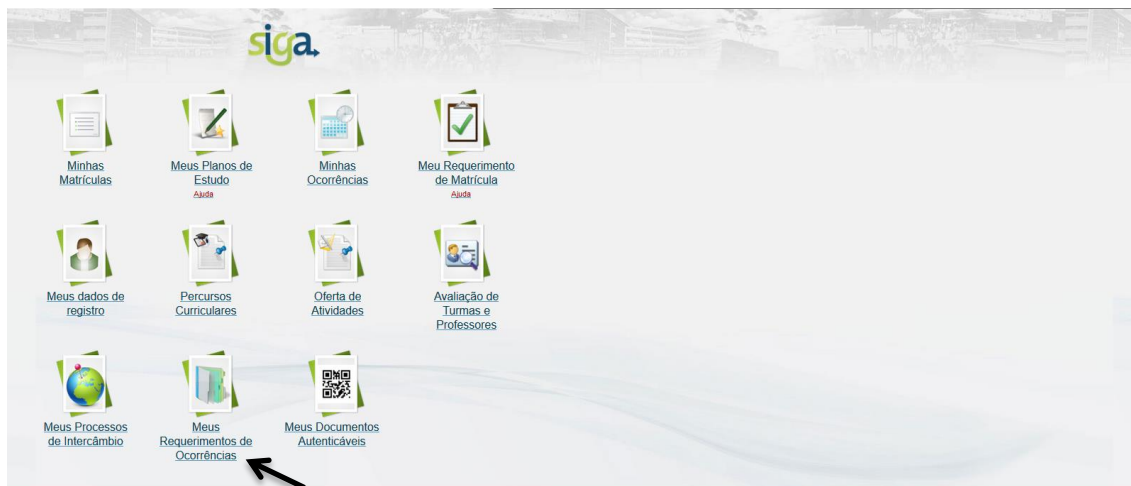 siga
Minhas
Matrículas
Meus Planos de
Estudo
Ajuda
Minhas
Ocorrências
Meu Requerimento
de Matrícula
Ajuda
Meus dados de
registro
Percursos
Curriculares
Oferta de
Atividades
Avaliação de
Turmas e
Professores
Meus Processos
de Intercâmbio
Meus
Requerimentos de
Ocorrências
Meus Documentos
Autenticáveis